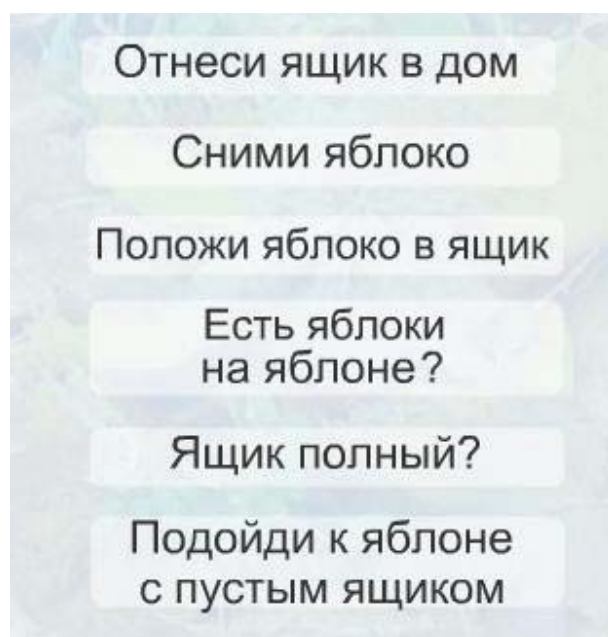 Отнеси ящик в дом
Сними яблоко
Положи яблоко в ящик
Есть яблоки
на яблоне?
Ящик полный?
Подойди к яблоне
с пустым ящиком